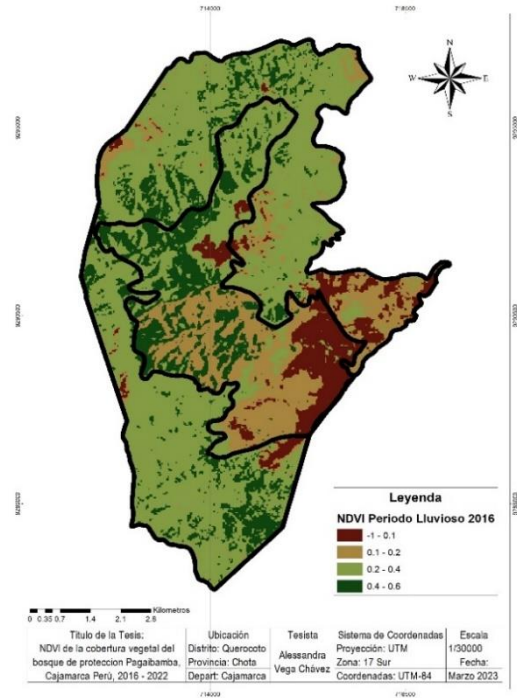 714000
718500
N
W
E
S
Leyenda
NDVI Periodo Lluvioso 2016
-1 - 0.1
0.1 - 0.2
0.2 - 0.4
0.4 - 0.6
Kilometros
0 0.35 0.7 1.4 2.1 2.8
Titulo de la Tesis:
NDVI de la cobertura vegetal del
bosque de proteccion Pagaibamba,
Cajamarca Perú, 2016 - 2022
Ubicación
Distrito: Querocoto
Provincia: Chota
Depart: Cajamarca
Tesista
Alessandra
Vega Chávez
Sistema de Coordenadas
Proyección: UTM
Zona: 17 Sur
Coordenadas: UTM-84
Escala
1/30000
Fecha:
Marzo 2023
714000